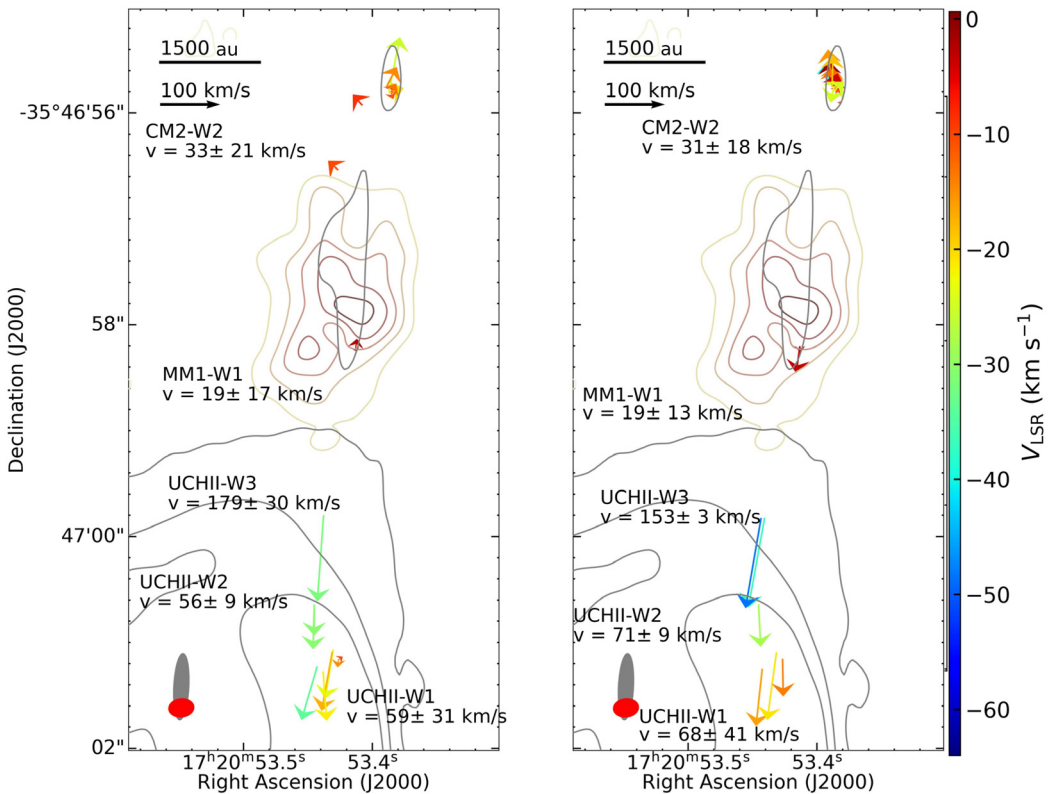 1500 au
100 km/s
-35°46'56"
CM2-W2
v = 33± 21 km/s
58"
MM1-W1
v = 19± 17 km/s
UCHII-W3
v = 179± 30 km/s
47'00"
UCHII-W2
v = 56± 9 km/s
UCHII-W1
v = 59± 31 km/s
02"
17ʰ20ᵐ53.5ˢ 53.4ˢ
Right Ascension (J2000)
Declination (J2000)
1500 au
100 km/s
CM2-W2
v = 31± 18 km/s
MM1-W1
v = 19± 13 km/s
UCHII-W3
v = 153± 3 km/s
UCHII-W2
v = 71± 9 km/s
UCHII-W1
v = 68± 41 km/s
17ʰ20ᵐ53.5ˢ 53.4ˢ
Right Ascension (J2000)
0
−10
−20
−30
−40
−50
−60
V_LSR (km s⁻¹)